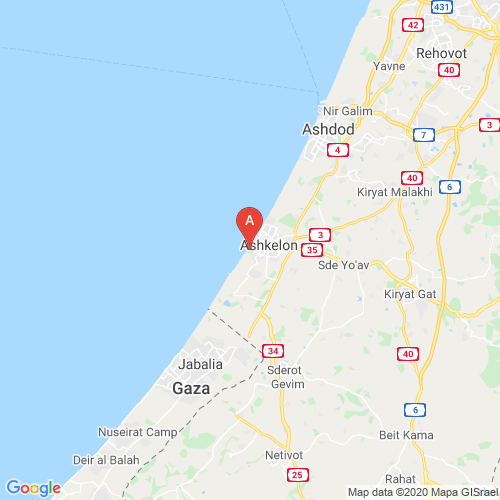 431
42
Rehovot
Yavne
40
Nir Galim
3
Ashdod
7
4
40
6
Kiryat Malakhi
A
3
Ashkelon
35
Sde Yo'av
Kiryat Gat
34
40
Jabalia
Sderot
Gevim
Gaza
6
Nuseirat Camp
Beit Kama
Netivot
Deir al Balah
25
Rahat
Google
Map data ©2020 Mapa GISrael